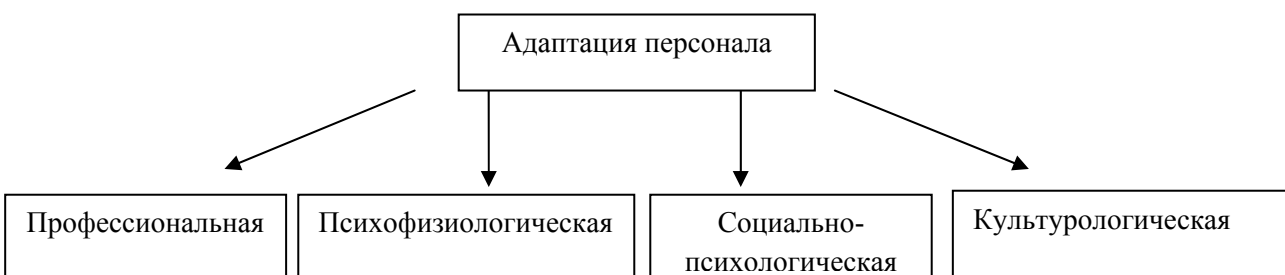 Адаптация персонала
Профессиональная
Психофизиологическая
Социально-
психологическая
Культурологическая